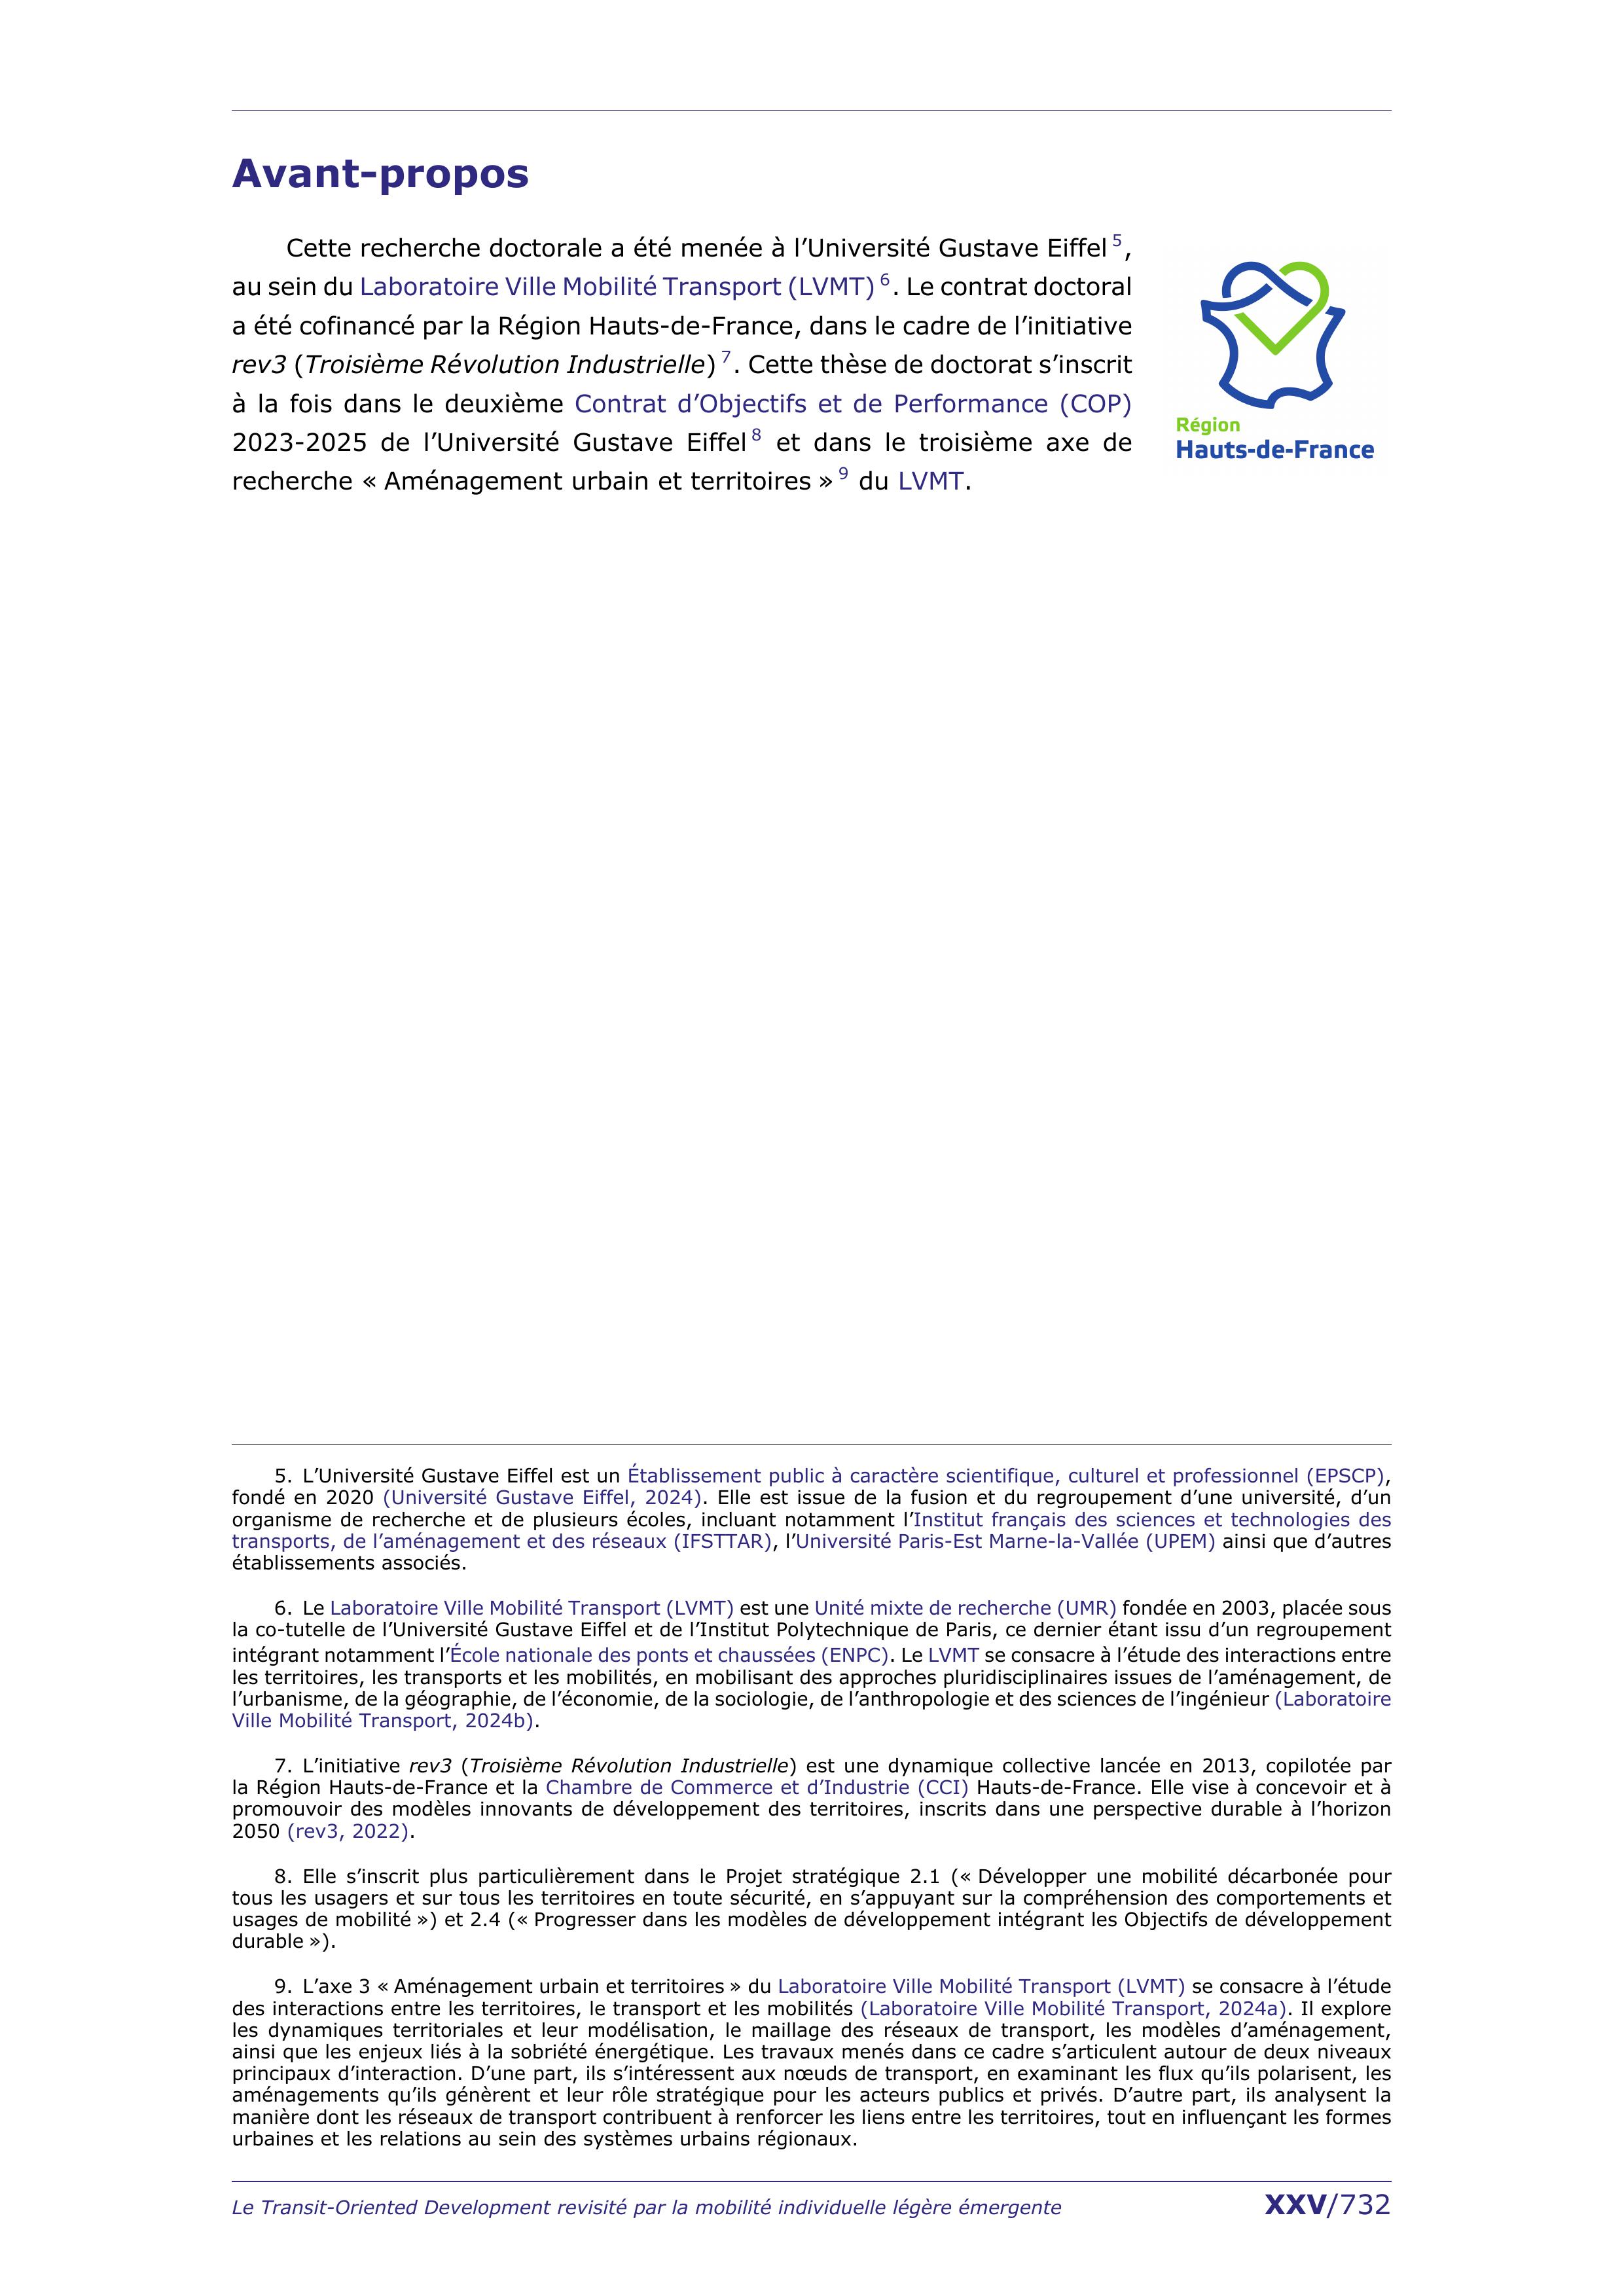 Avant-propos
Cette recherche doctorale a été menée à l’Université Gustave Eiffel 5,
au sein du Laboratoire Ville Mobilité Transport (LVMT) 6. Le contrat doctoral
a été cofinancé par la Région Hauts-de-France, dans le cadre de l’initiative
rev3 (Troisième Révolution Industrielle) 7. Cette thèse de doctorat s’inscrit
à la fois dans le deuxième Contrat d’Objectifs et de Performance (COP)
2023-2025 de l’Université Gustave Eiffel 8 et dans le troisième axe de
recherche « Aménagement urbain et territoires » 9 du LVMT.
Région
Hauts-de-France
5. L’Université Gustave Eiffel est un Établissement public à caractère scientifique, culturel et professionnel (EPSCP),
fondé en 2020 (Université Gustave Eiffel, 2024). Elle est issue de la fusion et du regroupement d’une université, d’un
organisme de recherche et de plusieurs écoles, incluant notamment l’Institut français des sciences et technologies des
transports, de l’aménagement et des réseaux (IFSTTAR), l’Université Paris-Est Marne-la-Vallée (UPEM) ainsi que d’autres
établissements associés.
6. Le Laboratoire Ville Mobilité Transport (LVMT) est une Unité mixte de recherche (UMR) fondée en 2003, placée sous
la co-tutelle de l’Université Gustave Eiffel et de l’Institut Polytechnique de Paris, ce dernier étant issu d’un regroupement
intégrant notamment l’École nationale des ponts et chaussées (ENPC). Le LVMT se consacre à l’étude des interactions entre
les territoires, les transports et les mobilités, en mobilisant des approches pluridisciplinaires issues de l’aménagement, de
l’urbanisme, de la géographie, de l’économie, de la sociologie, de l’anthropologie et des sciences de l’ingénieur (Laboratoire
Ville Mobilité Transport, 2024b).
7. L’initiative rev3 (Troisième Révolution Industrielle) est une dynamique collective lancée en 2013, copilotée par
la Région Hauts-de-France et la Chambre de Commerce et d’Industrie (CCI) Hauts-de-France. Elle vise à concevoir et à
promouvoir des modèles innovants de développement des territoires, inscrits dans une perspective durable à l’horizon
2050 (rev3, 2022).
8. Elle s’inscrit plus particulièrement dans le Projet stratégique 2.1 (« Développer une mobilité décarbonée pour
tous les usagers et sur tous les territoires en toute sécurité, en s’appuyant sur la compréhension des comportements et
usages de mobilité ») et 2.4 (« Progresser dans les modèles de développement intégrant les Objectifs de développement
durable »).
9. L’axe 3 « Aménagement urbain et territoires » du Laboratoire Ville Mobilité Transport (LVMT) se consacre à l’étude
des interactions entre les territoires, le transport et les mobilités (Laboratoire Ville Mobilité Transport, 2024a). Il explore
les dynamiques territoriales et leur modélisation, le maillage des réseaux de transport, les modèles d’aménagement,
ainsi que les enjeux liés à la sobriété énergétique. Les travaux menés dans ce cadre s’articulent autour de deux niveaux
principaux d’interaction. D’une part, ils s’intéressent aux nœuds de transport, en examinant les flux qu’ils polarisent, les
aménagements qu’ils génèrent et leur rôle stratégique pour les acteurs publics et privés. D’autre part, ils analysent la
manière dont les réseaux de transport contribuent à renforcer les liens entre les territoires, tout en influençant les formes
urbaines et les relations au sein des systèmes urbains régionaux.
Le Transit-Oriented Development revisité par la mobilité individuelle légère émergente XXV/732